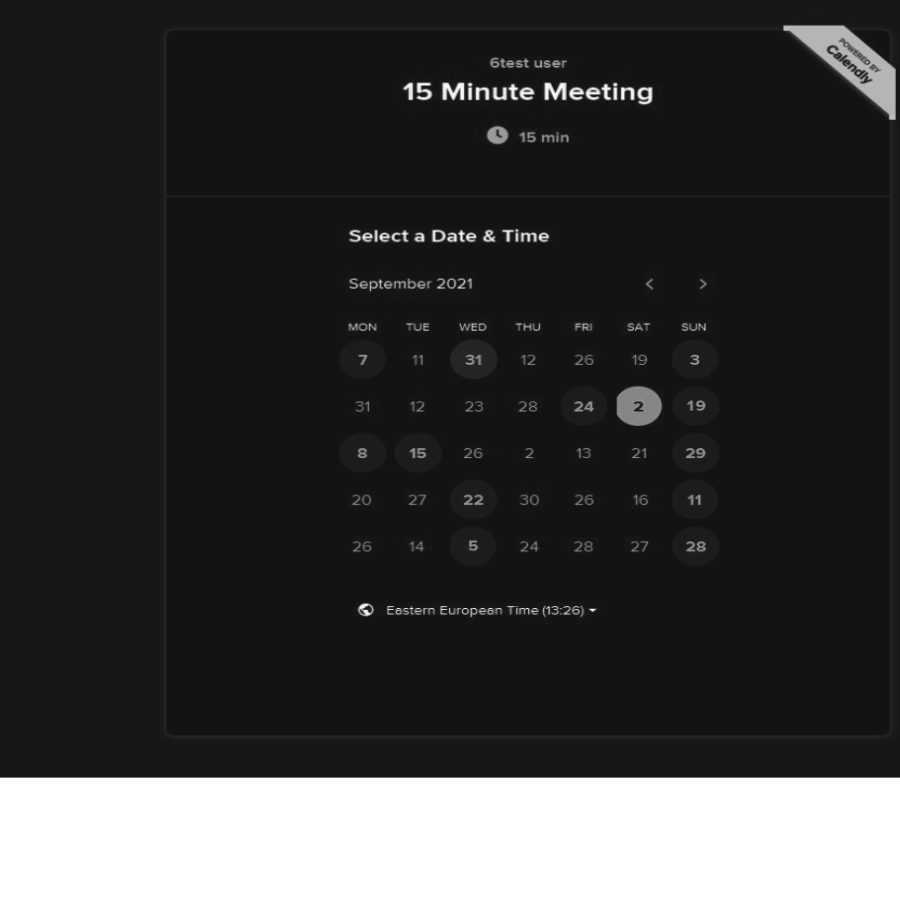 POWERED BY
Calendly
6test user
15 Minute Meeting
15 min
Select a Date & Time
September 2021
MON TUE WED THU FRI SAT SUN
7 11 31 12 26 19 3
31 12 23 28 24 2 19
8 15 26 2 13 21 29
20 27 22 30 26 16 11
26 14 5 24 28 27 28
Eastern European Time (13:26)